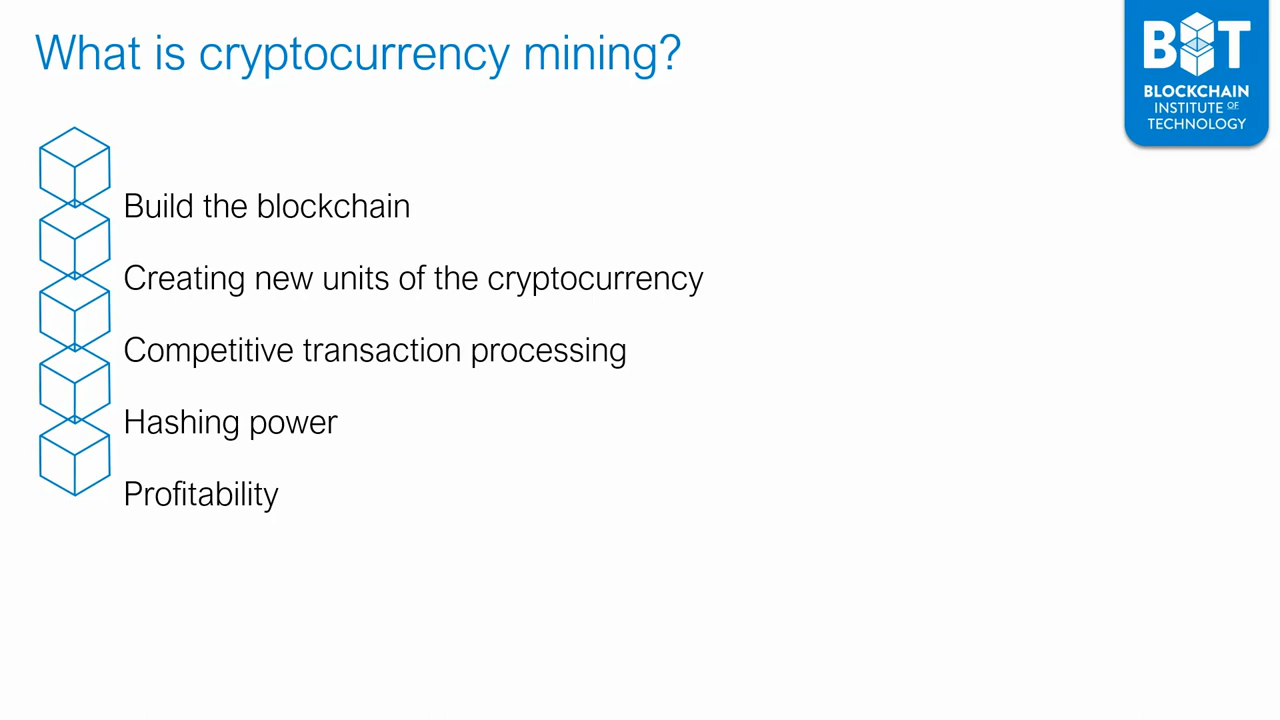 What is cryptocurrency mining?
BIT
BLOCKCHAIN
INSTITUTE OF
TECHNOLOGY
Build the blockchain
Creating new units of the cryptocurrency
Competitive transaction processing
Hashing power
Profitability